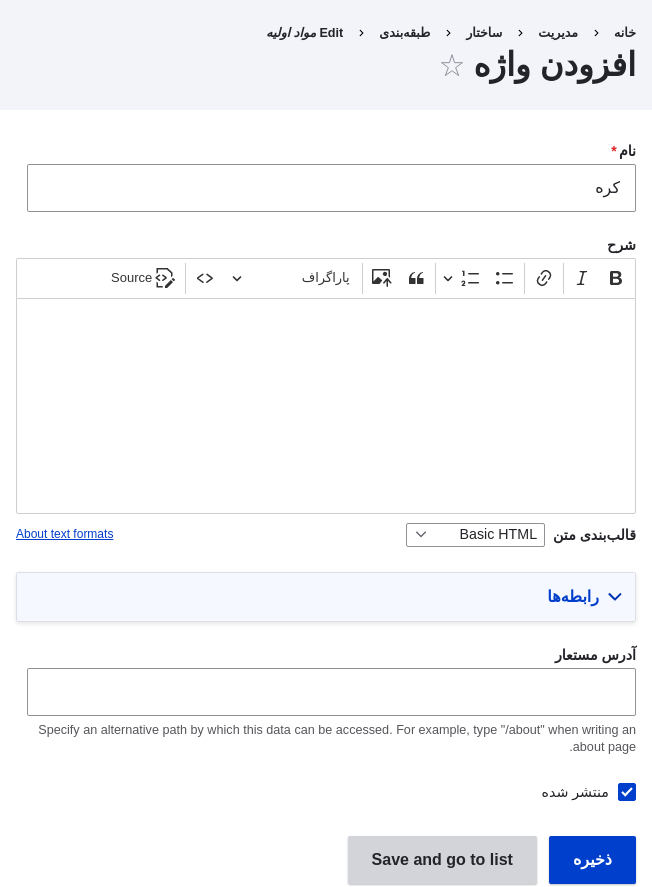 خانه › مدیریت › ساختار › طبقه‌بندی › Edit مواد اولیه
افزودن واژه
نام *
کره
شرح
پاراگراف Source
قالب‌بندی متن Basic HTML About text formats
رابطه‌ها
آدرس مستعار
Specify an alternative path by which this data can be accessed. For example, type "/about" when writing an
about page.
منتشر شده
ذخیره Save and go to list